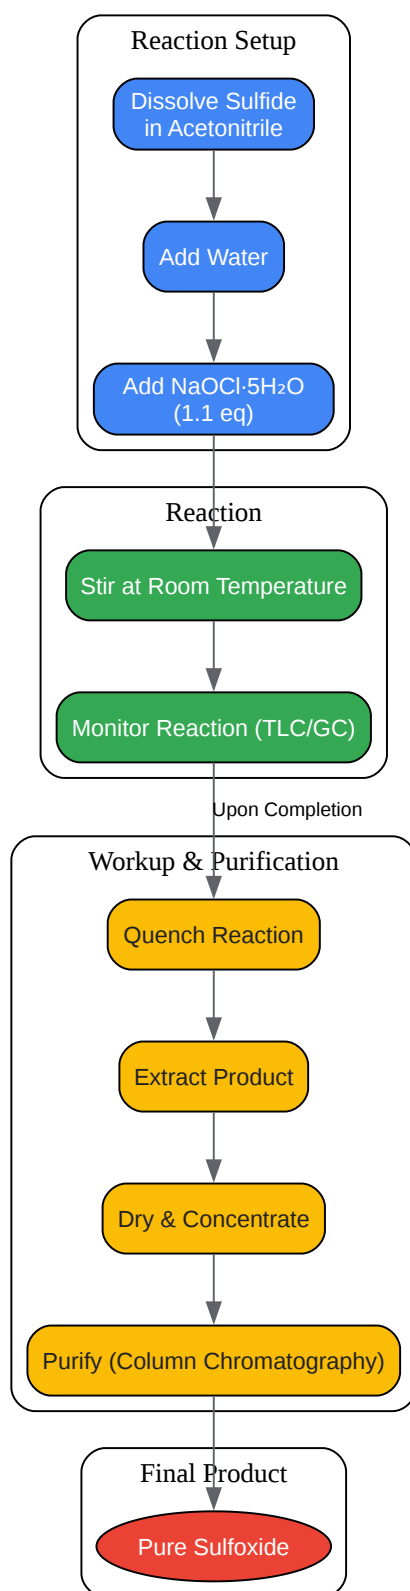 Reaction Setup
Dissolve Sulfide
in Acetonitrile
Add Water
Add NaOCl·5H₂O
(1.1 eq)
Reaction
Stir at Room Temperature
Monitor Reaction (TLC/GC)
Upon Completion
Workup & Purification
Quench Reaction
Extract Product
Dry & Concentrate
Purify (Column Chromatography)
Final Product
Pure Sulfoxide